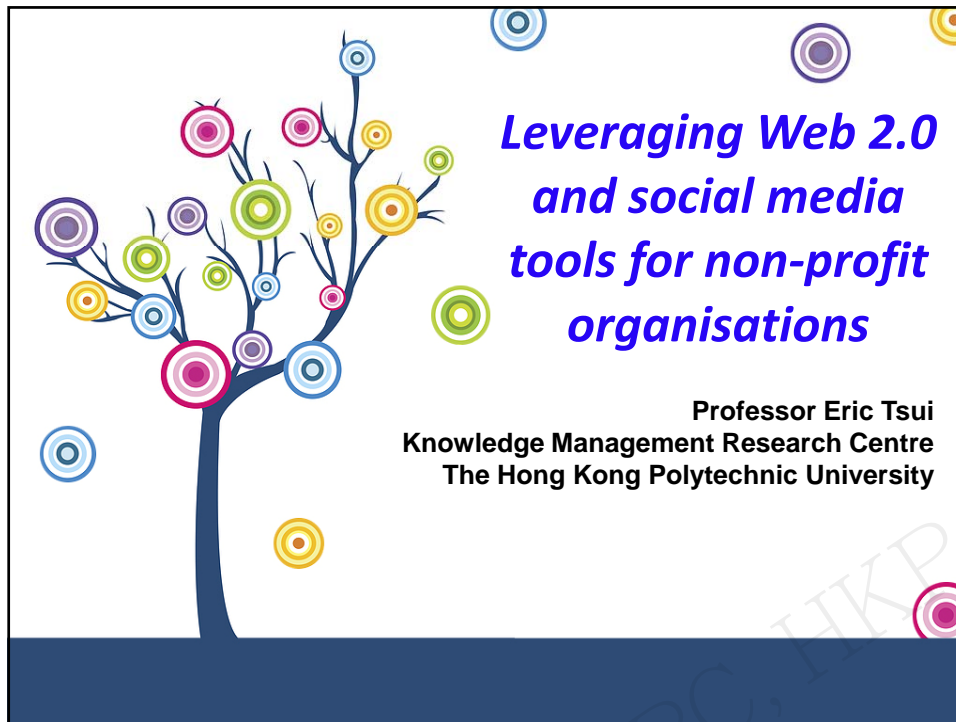 Leveraging Web 2.0
and social media
tools for non-profit
organisations
Professor Eric Tsui
Knowledge Management Research Centre
The Hong Kong Polytechnic University